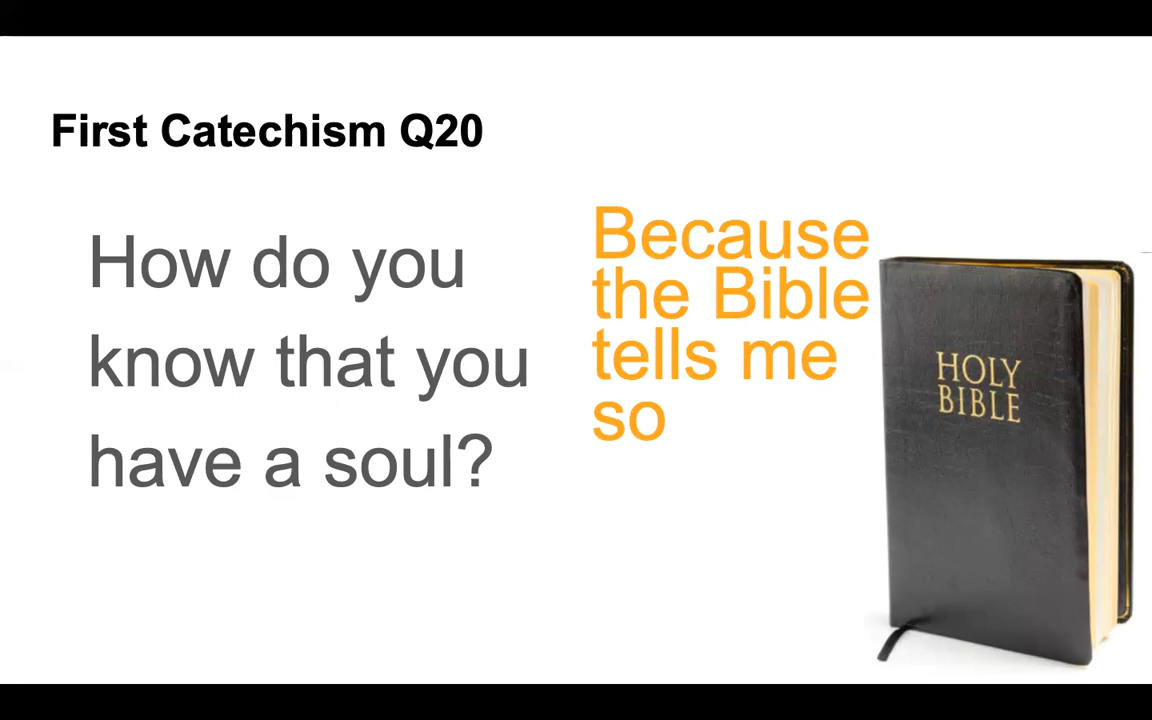 First Catechism Q20
How do you
know that you
have a soul?
Because
the Bible
tells me
so
HOLY
BIBLE